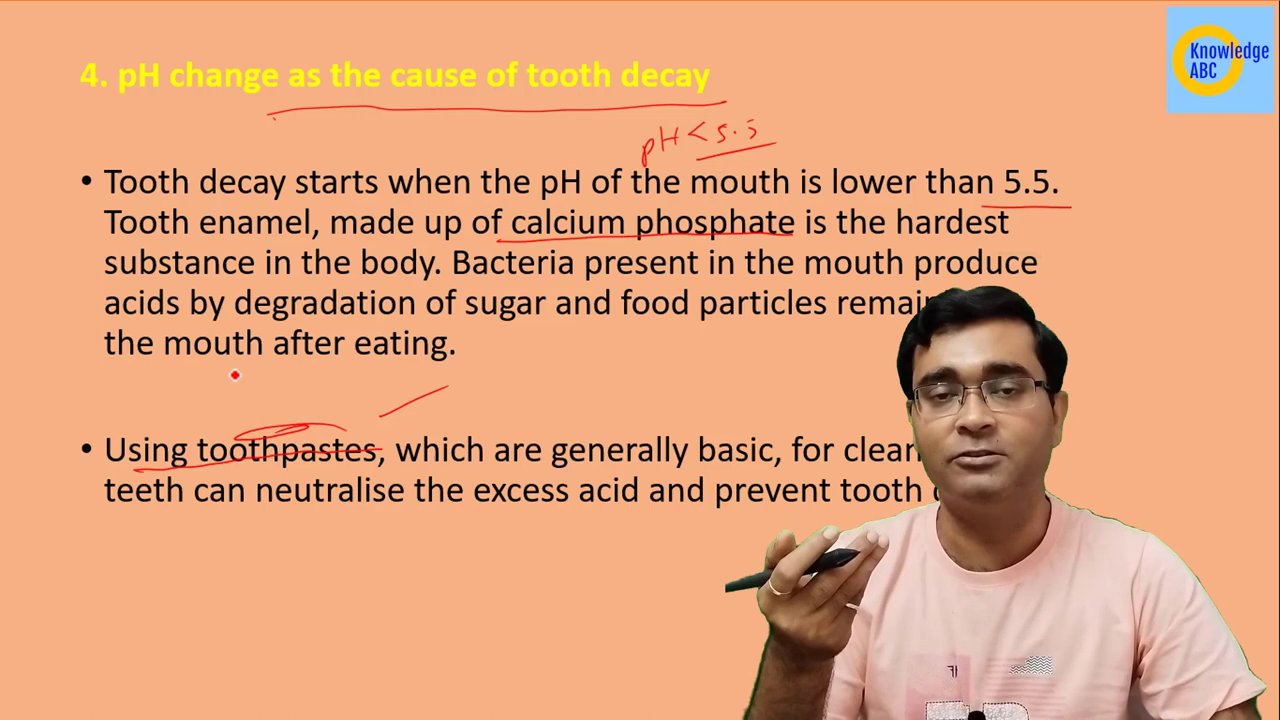 Knowledge
ABC
4. pH change as the cause of tooth decay
pH < 5.5
• Tooth decay starts when the pH of the mouth is lower than 5.5.
Tooth enamel, made up of calcium phosphate is the hardest
substance in the body. Bacteria present in the mouth produce
acids by degradation of sugar and food particles
the mouth after eating.
• Using toothpastes, which are generally basic, for
teeth can neutralise the excess acid and prevent tooth